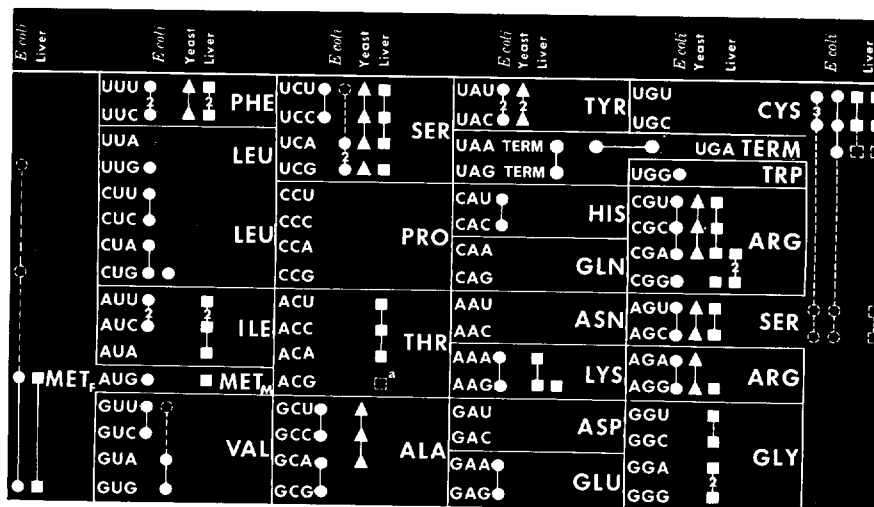 E coli Liver E coli Yeast Liver E coli Yeast Liver E coli Yeast Liver E coli Yeast Liver E coli Liver
UUU 2 2 PHE UCU SER UAU 2 2 TYR UGU CYS 3
UUC UCC UAC UGC
UUA LEU UCA 2 UAA TERM UGA TERM
UUG UCG UAG TERM UGG TRP
CUU LEU CCU PRO CAU HIS CGU ARG
CUC CCC CAC CGC
CUA CCA CAA GLN CGA 2
CUG CCG CAG CGG
AUU 2 ILE ACU THR AAU ASN AGU SER
AUC ACC AAC AGC
AUA ACA AAA LYS AGA ARG
METF AUG METM ACG a AAG AGG
GUU VAL GCU ALA GAU ASP GGU GLY
GUC GCC GAC GGC
GUA GCA GAA GLU GGA 2
GUG GCG GAG GGG